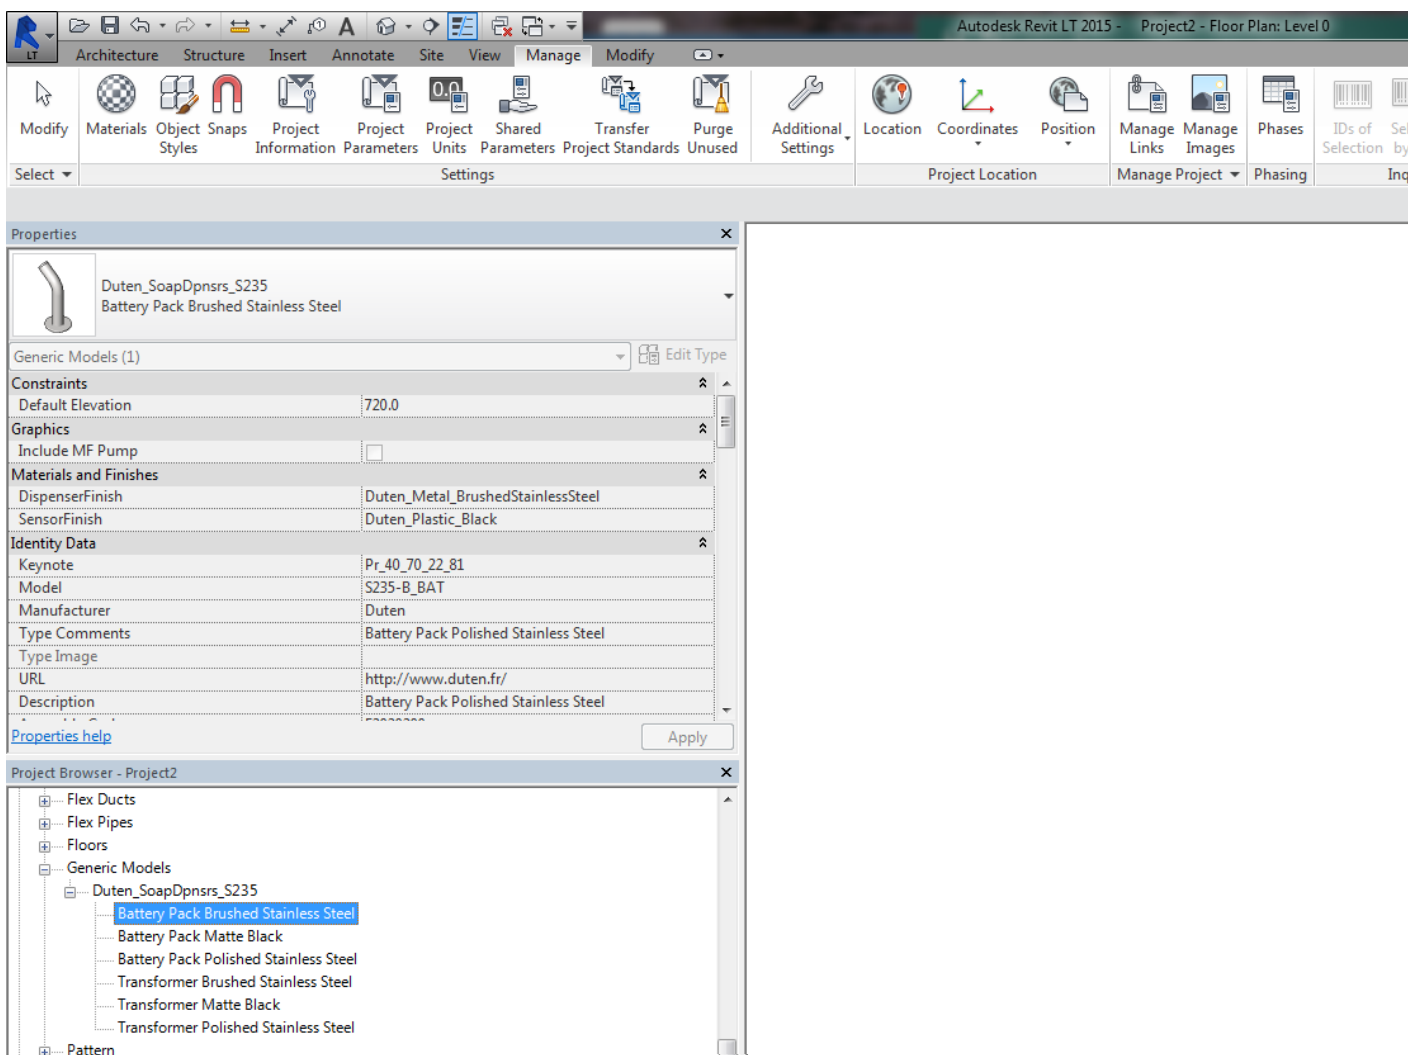 Autodesk Revit LT 2015 - Project2 - Floor Plan: Level 0
LT
Architecture Structure Insert Annotate Site View Manage Modify
Modify Materials Object Styles Snaps Project Information Project Parameters Project Units Shared Parameters Transfer Project Standards Purge Unused Additional Settings Location Coordinates Position Manage Links Manage Images Phases IDs of Selection
Select Settings Project Location Manage Project Phasing
Properties
Duten_SoapDpnsrs_S235
Battery Pack Brushed Stainless Steel
Generic Models (1) Edit Type
Constraints
Default Elevation 720.0
Graphics
Include MF Pump
Materials and Finishes
DispenserFinish Duten_Metal_BrushedStainlessSteel
SensorFinish Duten_Plastic_Black
Identity Data
Keynote Pr_40_70_22_81
Model S235-B_BAT
Manufacturer Duten
Type Comments Battery Pack Polished Stainless Steel
Type Image
URL http://www.duten.fr/
Description Battery Pack Polished Stainless Steel
Properties help Apply
Project Browser - Project2
Flex Ducts
Flex Pipes
Floors
Generic Models
Duten_SoapDpnsrs_S235
Battery Pack Brushed Stainless Steel
Battery Pack Matte Black
Battery Pack Polished Stainless Steel
Transformer Brushed Stainless Steel
Transformer Matte Black
Transformer Polished Stainless Steel
Pattern